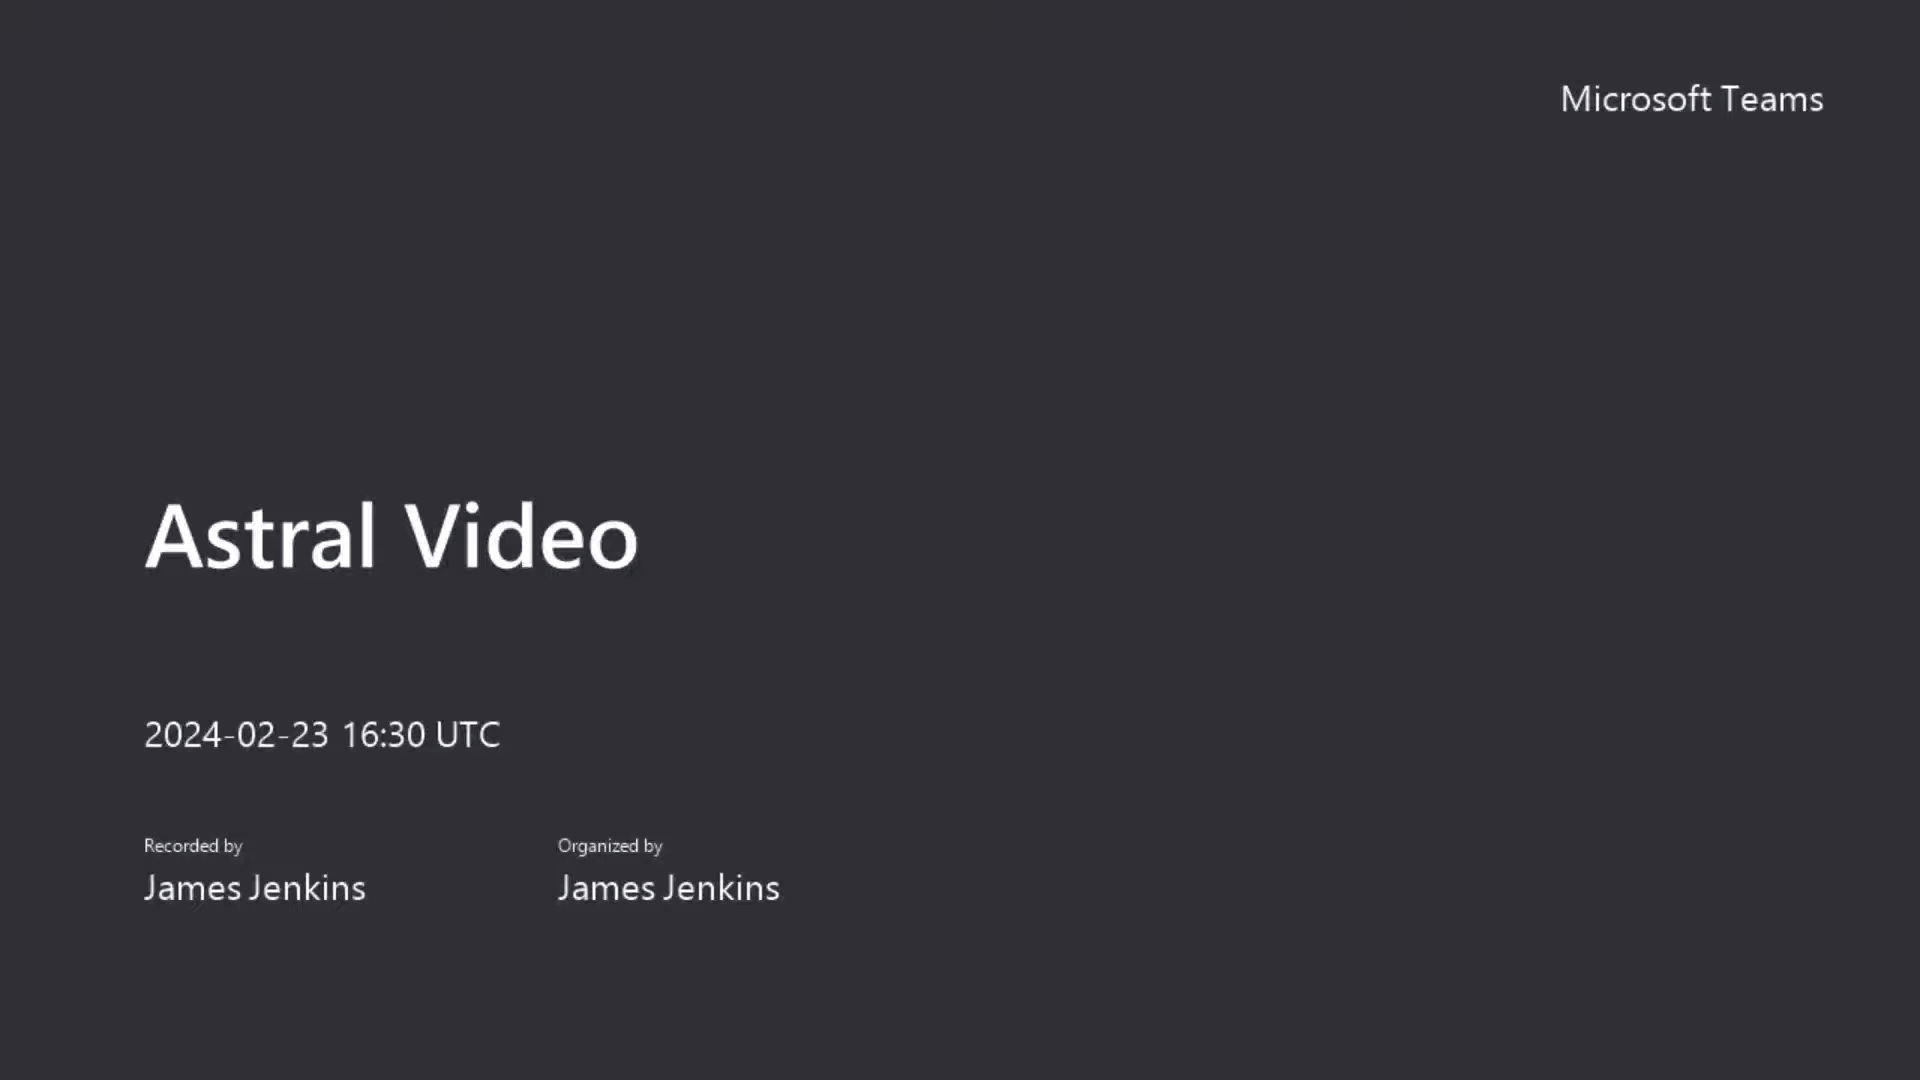 Microsoft Teams
Astral Video
2024-02-23 16:30 UTC
Recorded by
James Jenkins
Organized by
James Jenkins